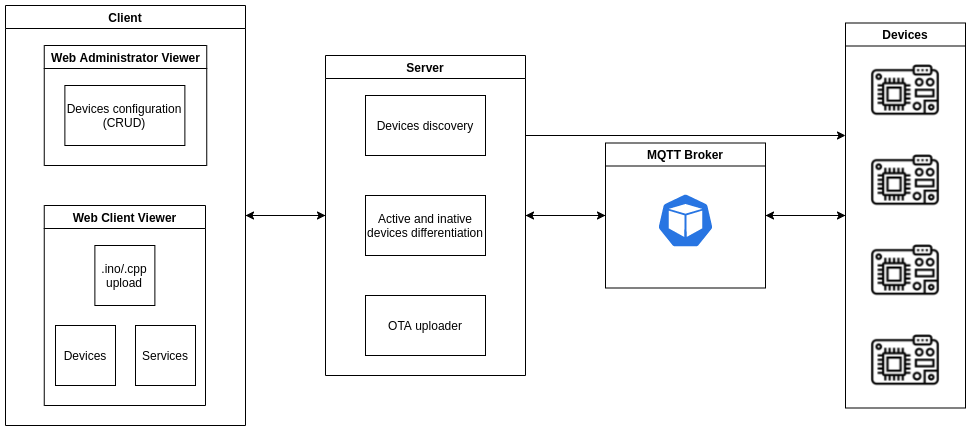 Client
Web Administrator Viewer
Devices configuration
(CRUD)
Web Client Viewer
.ino/.cpp
upload
Devices
Services
Server
Devices discovery
Active and inative
devices differentiation
OTA uploader
MQTT Broker
Devices